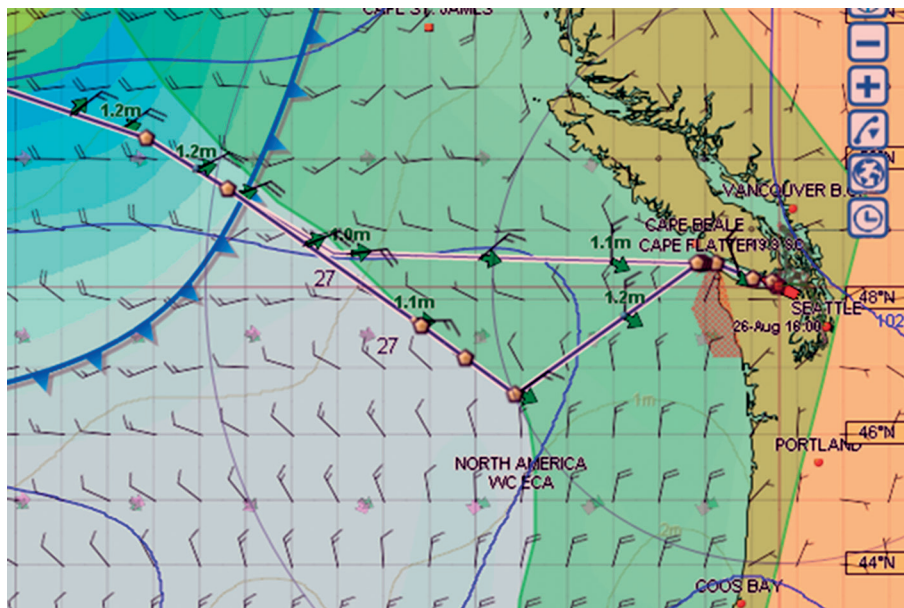 CAPE ST. JAMES
1.2m
1.2m
VANCOUVER B.C.
CAPE BEALE
1.0m
1.1m
CAPE FLATTERY
27
1.1m
1.2m
48°N
SEATTLE
26-Aug 16:00
102
27
1m
46°N
PORTLAND
NORTH AMERICA
WC ECA
2m
44°N
COOS BAY